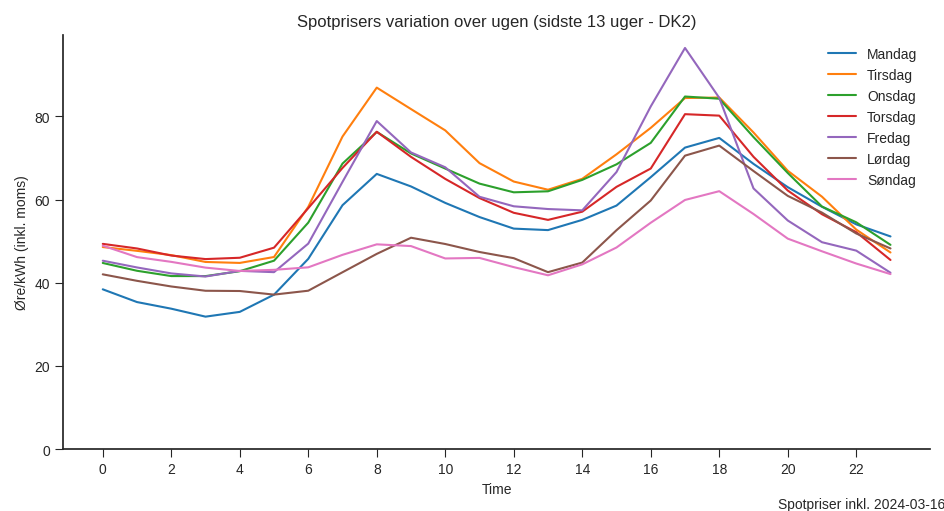 Spotprisers variation over ugen (sidste 13 uger - DK2)
Mandag
Tirsdag
Onsdag
Torsdag
Fredag
Lørdag
Søndag
Øre/kWh (inkl. moms)
80
60
40
20
0
0 2 4 6 8 10 12 14 16 18 20 22
Time
Spotpriser inkl. 2024-03-16